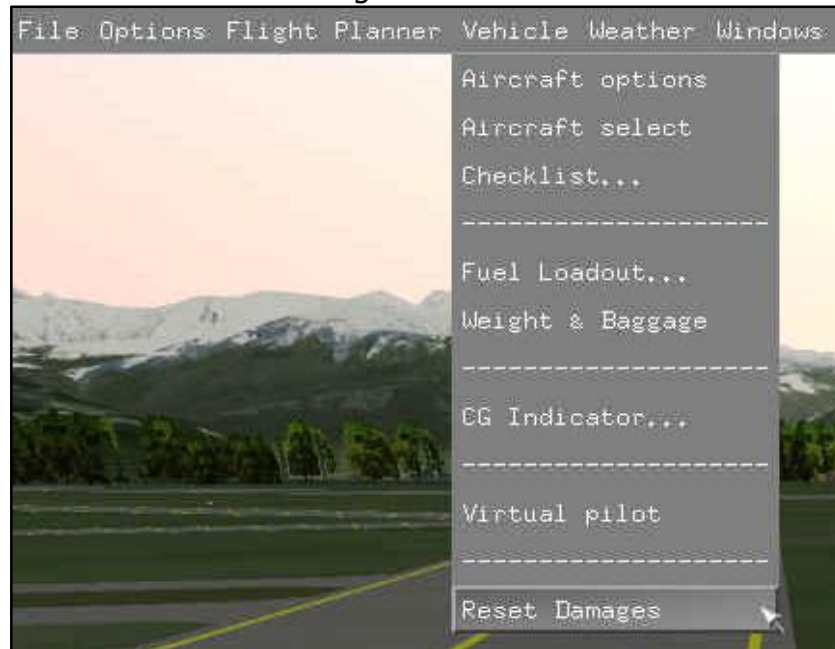 File Options Flight Planner Vehicle Weather Windows
Aircraft options
Aircraft select
Checklist...
Fuel Loadout...
Weight & Baggage
CG Indicator...
Virtual pilot
Reset Damages